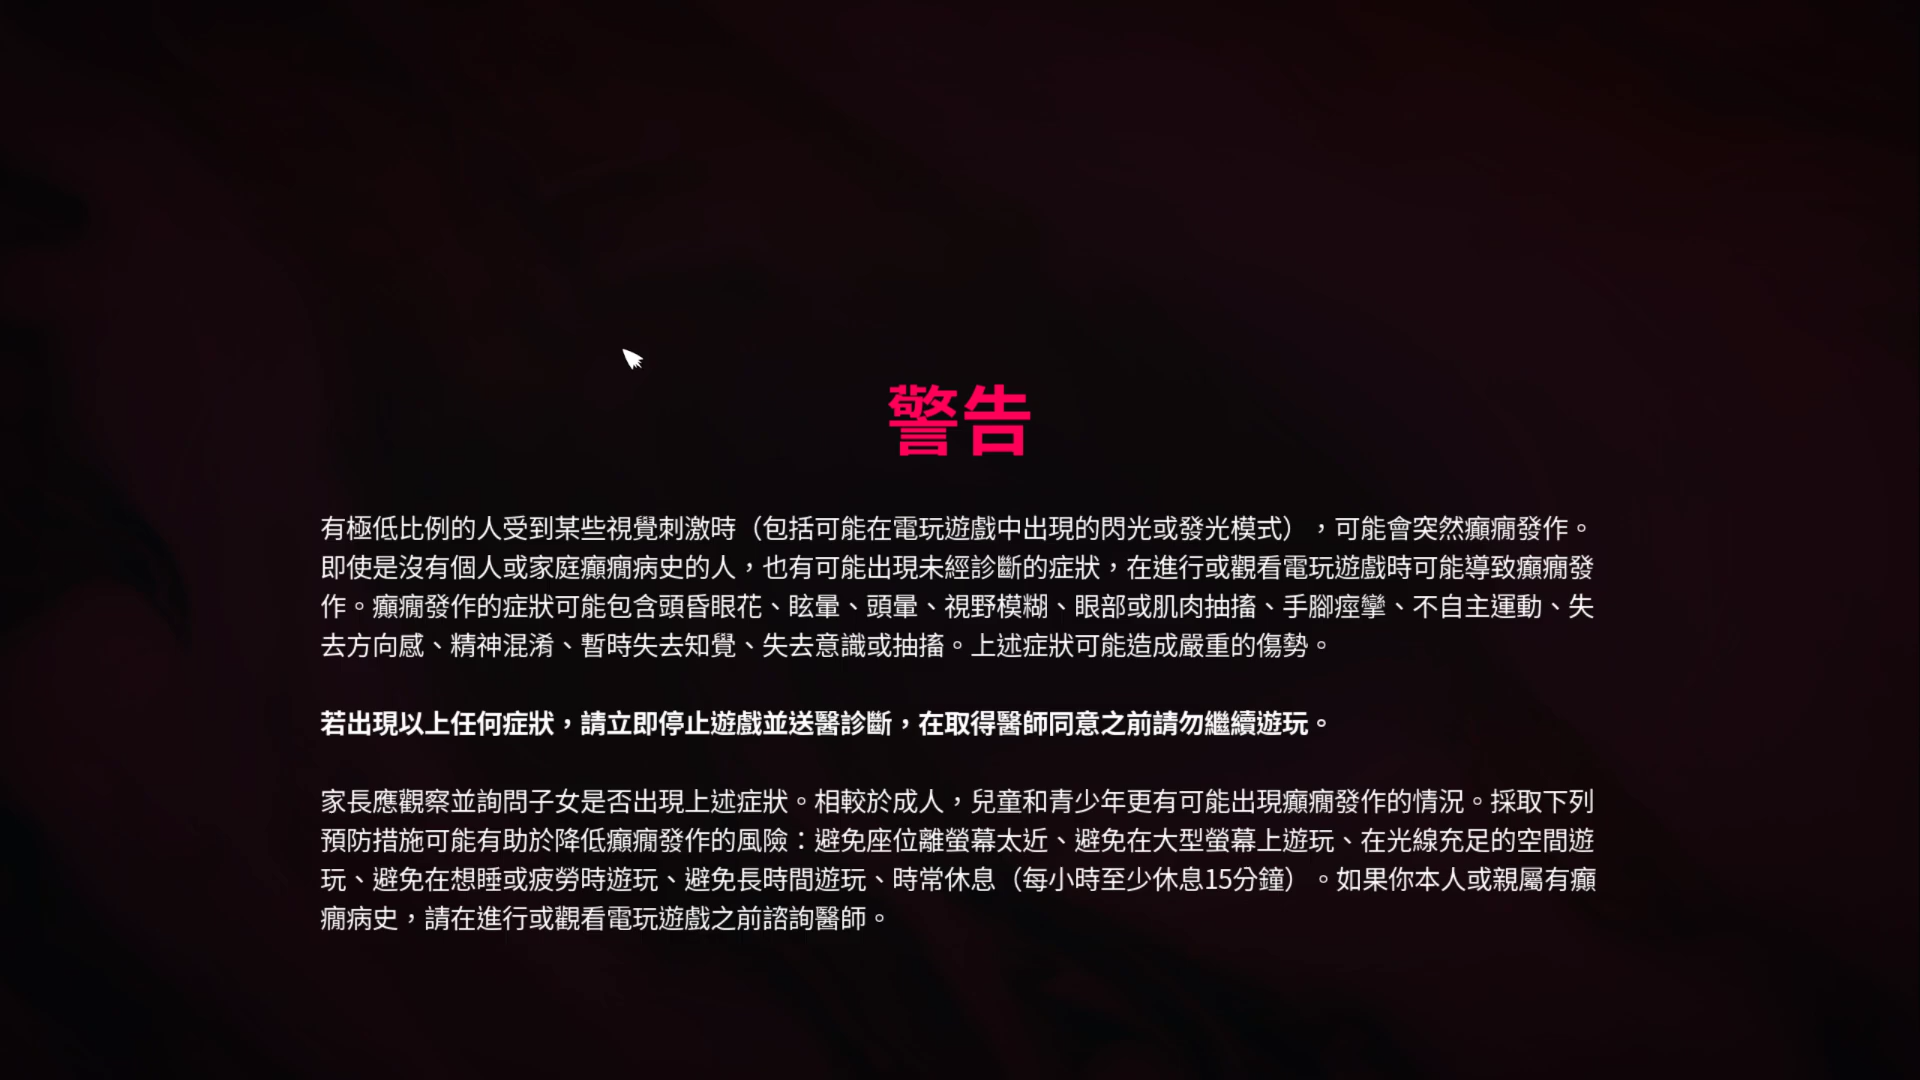 警告
有極低比例的人受到某些視覺刺激時（包括可能在電玩遊戲中出現的閃光或發光模式），可能會突然癲癇發作。
即使是沒有個人或家庭癲癇病史的人，也有可能出現未經診斷的症狀，在進行或觀看電玩遊戲時可能導致癲癇發
作。癲癇發作的症狀可能包含頭昏眼花、眩暈、頭暈、視野模糊、眼部或肌肉抽搐、手腳痙攣、不自主運動、失
去方向感、精神混淆、暫時失去知覺、失去意識或抽搐。上述症狀可能造成嚴重的傷勢。
若出現以上任何症狀，請立即停止遊戲並送醫診斷，在取得醫師同意之前請勿繼續遊玩。
家長應觀察並詢問子女是否出現上述症狀。相較於成人，兒童和青少年更有可能出現癲癇發作的情況。採取下列
預防措施可能有助於降低癲癇發作的風險：避免座位離螢幕太近、避免在大型螢幕上遊玩、在光線充足的空間遊
玩、避免在想睡或疲勞時遊玩、避免長時間遊玩、時常休息（每小時至少休息15分鐘）。如果你本人或親屬有癲
癇病史，請在進行或觀看電玩遊戲之前諮詢醫師。